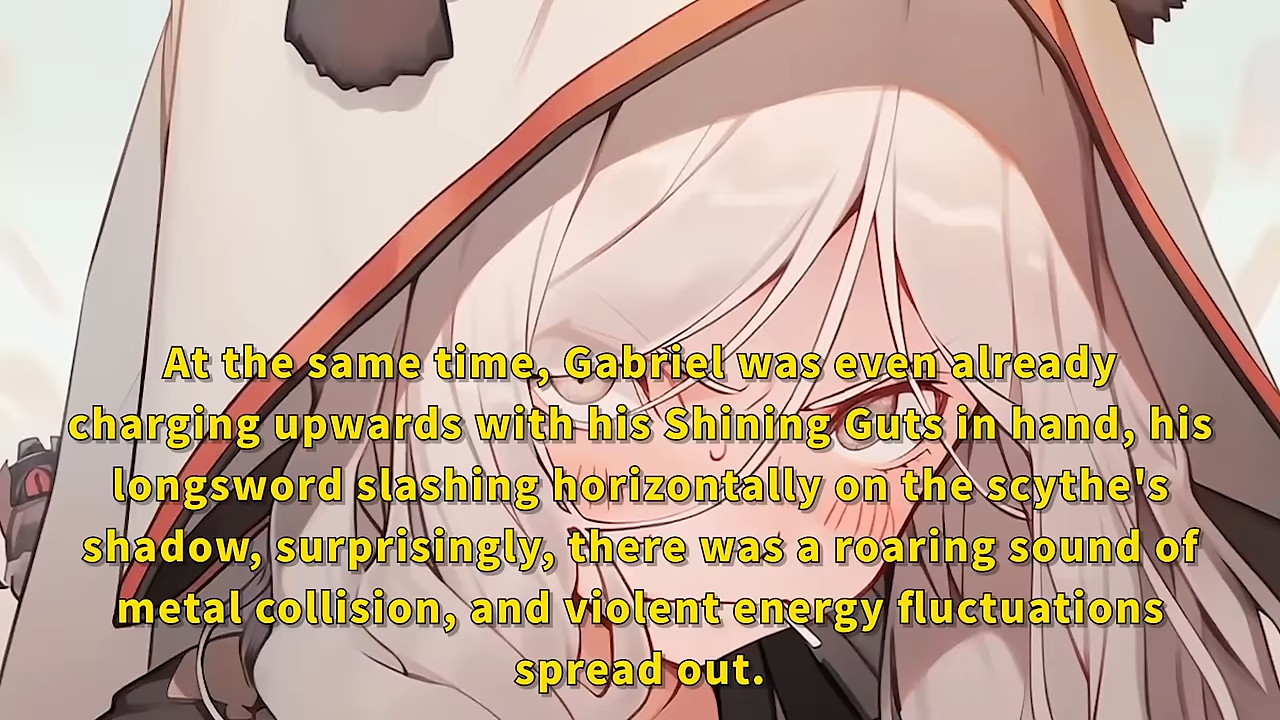 At the same time, Gabriel was even already
charging upwards with his Shining Guts in hand, his
longsword slashing horizontally on the scythe's
shadow, surprisingly, there was a roaring sound of
metal collision, and violent energy fluctuations
spread out.